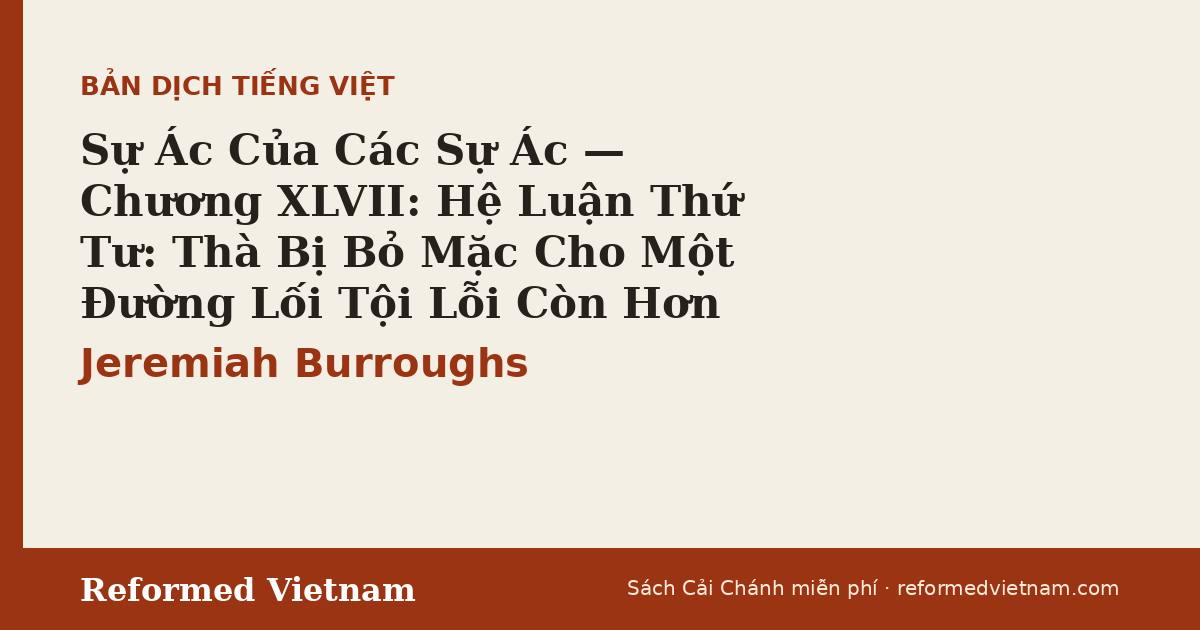 BẢN DỊCH TIẾNG VIỆT
Sự Ác Của Các Sự Ác —
Chương XLVII: Hệ Luận Thứ
Tư: Thà Bị Bỏ Mặc Cho Một
Đường Lối Tội Lỗi Còn Hơn
Jeremiah Burroughs
Reformed Vietnam
Sách Cải Chánh miễn phí · reformedvietnam.com